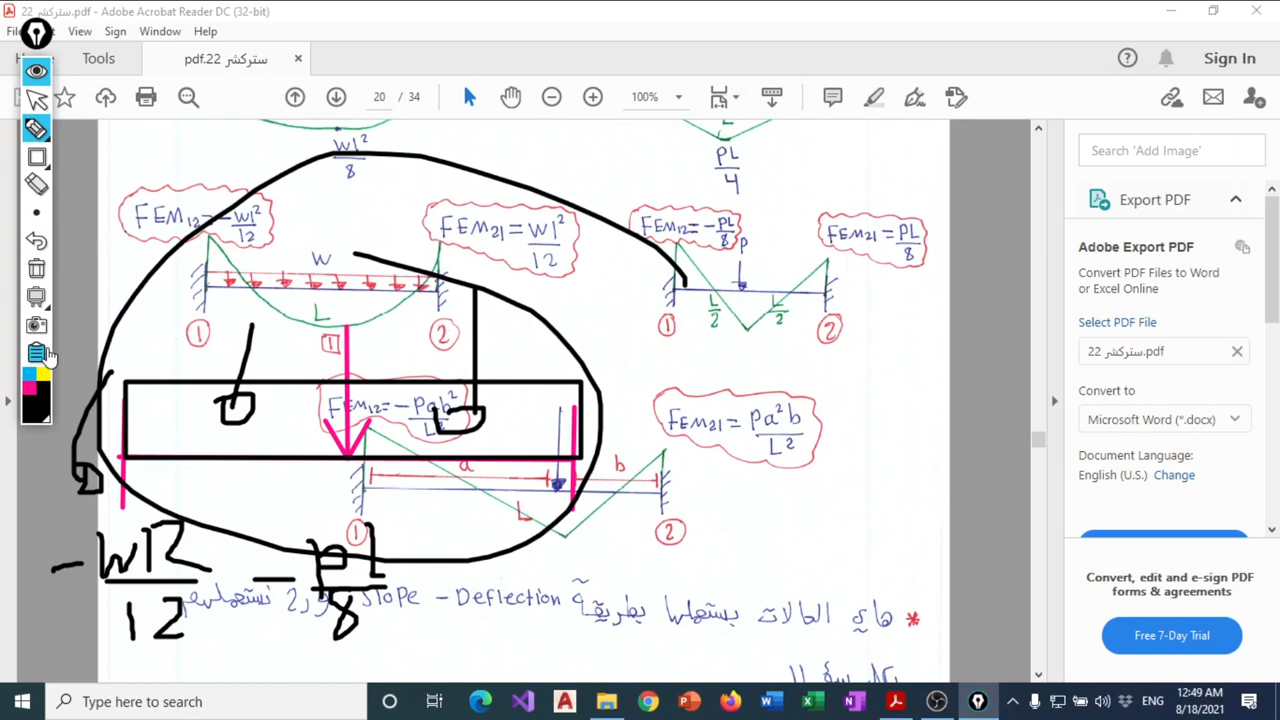 ستركشر 22.pdf - Adobe Acrobat Reader DC (32-bit)
View Sign Window Help
Tools
ستركشر 22.pdf
Sign In
20 / 34
100%
wl²/8
PL/4
FEM12 = -wl²/12
FEM21 = wl²/12
FEM12 = -PL/8
FEM21 = PL/8
w
P
L
L/2 L/2
1 2
1 2
1
FEM12 = -Pab²/L²
FEM21 = Pa²b/L²
a b
L
1 2
-wl2/12 -pl/8
* هاي الحالات بستعملها بطريقة Slope - Deflection
Search 'Add Image'
Export PDF
Adobe Export PDF
Convert PDF Files to Word
or Excel Online
Select PDF File
ستركشر 22.pdf
Convert to
Microsoft Word (*.docx)
Document Language:
English (U.S.) Change
Convert, edit and e-sign PDF
forms & agreements
Free 7-Day Trial
Type here to search
ENG
12:49 AM
8/18/2021